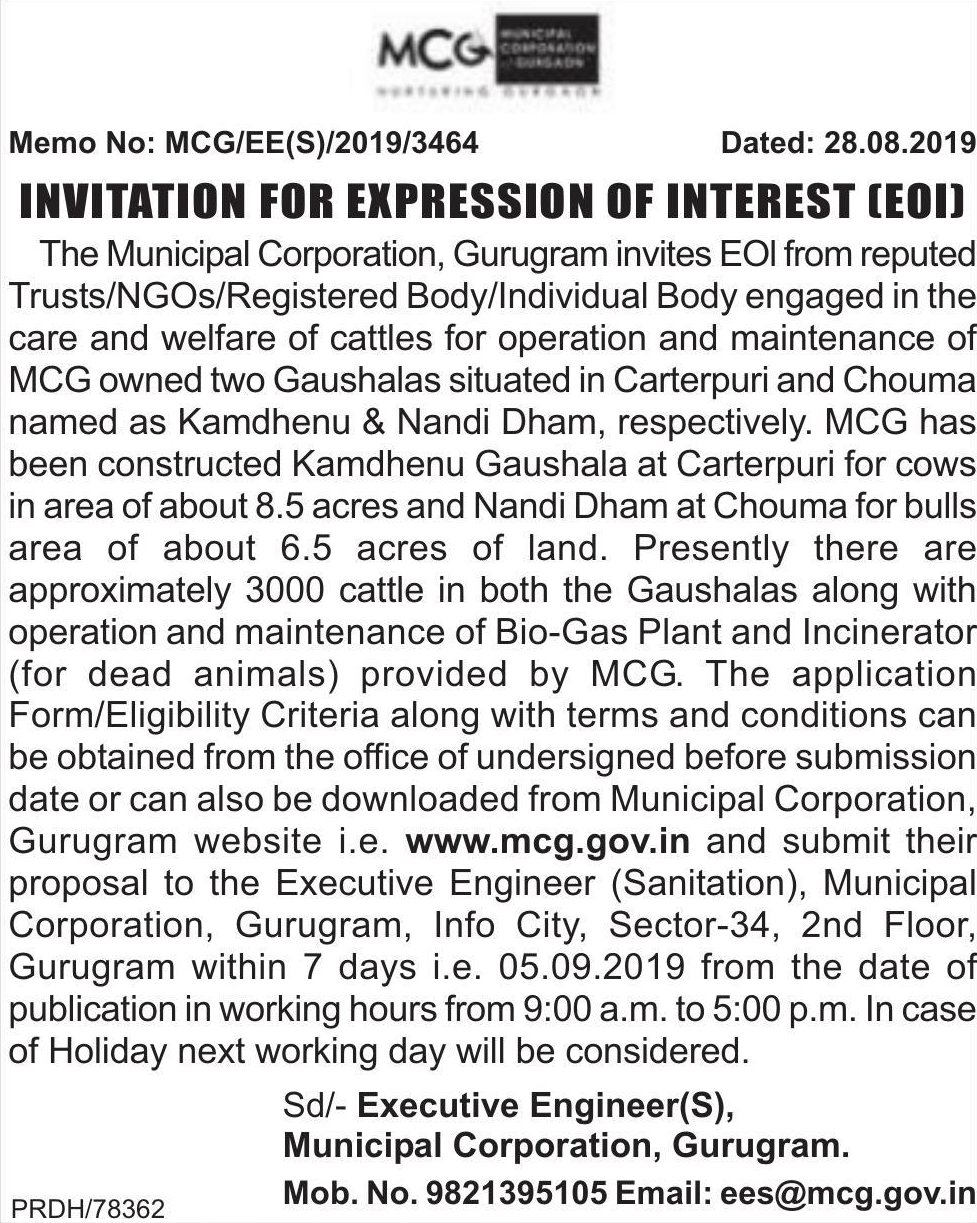 MCG
MUNICIPAL
CORPORATION
GURGAON
NURTURING GURGAON
Memo No: MCG/EE(S)/2019/3464 Dated: 28.08.2019
INVITATION FOR EXPRESSION OF INTEREST (EOI)
The Municipal Corporation, Gurugram invites EOI from reputed
Trusts/NGOs/Registered Body/Individual Body engaged in the
care and welfare of cattles for operation and maintenance of
MCG owned two Gaushalas situated in Carterpuri and Chouma
named as Kamdhenu & Nandi Dham, respectively. MCG has
been constructed Kamdhenu Gaushala at Carterpuri for cows
in area of about 8.5 acres and Nandi Dham at Chouma for bulls
area of about 6.5 acres of land. Presently there are
approximately 3000 cattle in both the Gaushalas along with
operation and maintenance of Bio-Gas Plant and Incinerator
(for dead animals) provided by MCG. The application
Form/Eligibility Criteria along with terms and conditions can
be obtained from the office of undersigned before submission
date or can also be downloaded from Municipal Corporation,
Gurugram website i.e. www.mcg.gov.in and submit their
proposal to the Executive Engineer (Sanitation), Municipal
Corporation, Gurugram, Info City, Sector-34, 2nd Floor,
Gurugram within 7 days i.e. 05.09.2019 from the date of
publication in working hours from 9:00 a.m. to 5:00 p.m. In case
of Holiday next working day will be considered.
Sd/- Executive Engineer(S),
Municipal Corporation, Gurugram.
Mob. No. 9821395105 Email: ees@mcg.gov.in
PRDH/78362